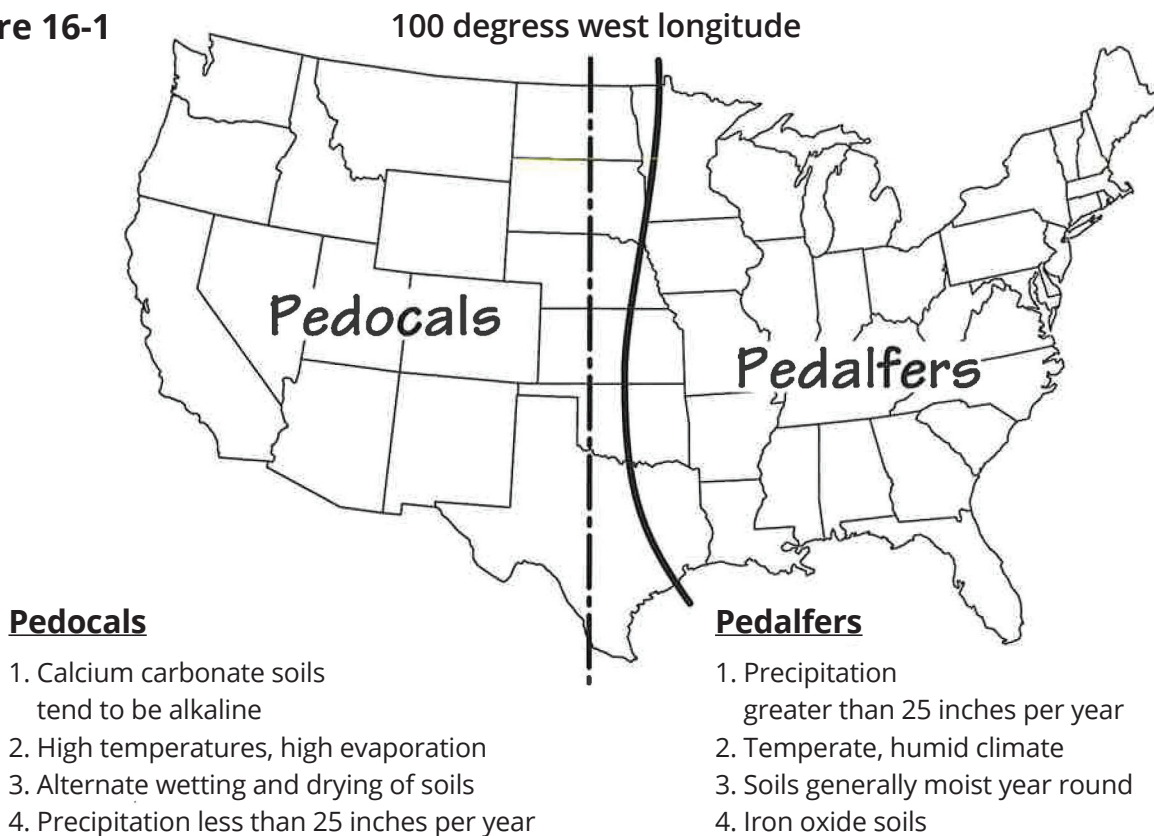 re 16-1
100 degress west longitude
Pedocals
Pedalfers
Pedocals
1. Calcium carbonate soils
tend to be alkaline
2. High temperatures, high evaporation
3. Alternate wetting and drying of soils
4. Precipitation less than 25 inches per year
Pedalfers
1. Precipitation
greater than 25 inches per year
2. Temperate, humid climate
3. Soils generally moist year round
4. Iron oxide soils